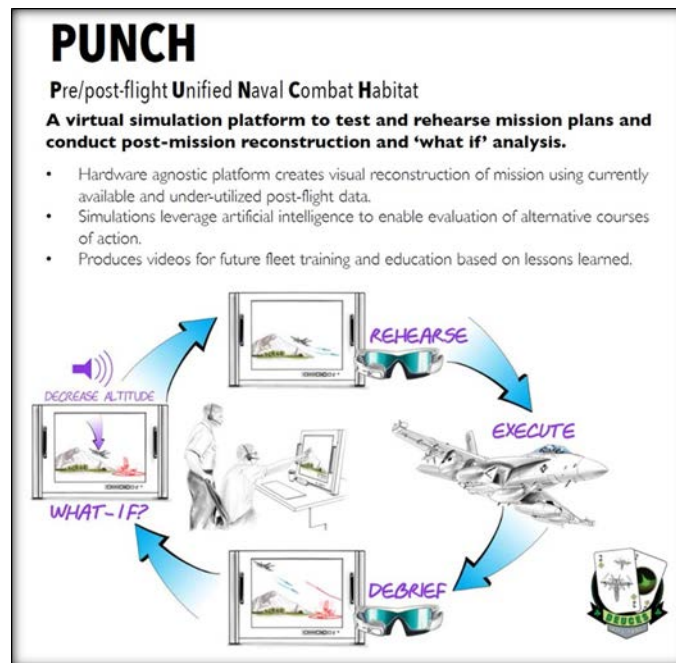 PUNCH
Pre/post-flight Unified Naval Combat Habitat
A virtual simulation platform to test and rehearse mission plans and
conduct post-mission reconstruction and ‘what if’ analysis.
• Hardware agnostic platform creates visual reconstruction of mission using currently
available and under-utilized post-flight data.
• Simulations leverage artificial intelligence to enable evaluation of alternative courses
of action.
• Produces videos for future fleet training and education based on lessons learned.
REHEARSE
DECREASE ALTITUDE
EXECUTE
WHAT-IF?
DEBRIEF
DEUCES